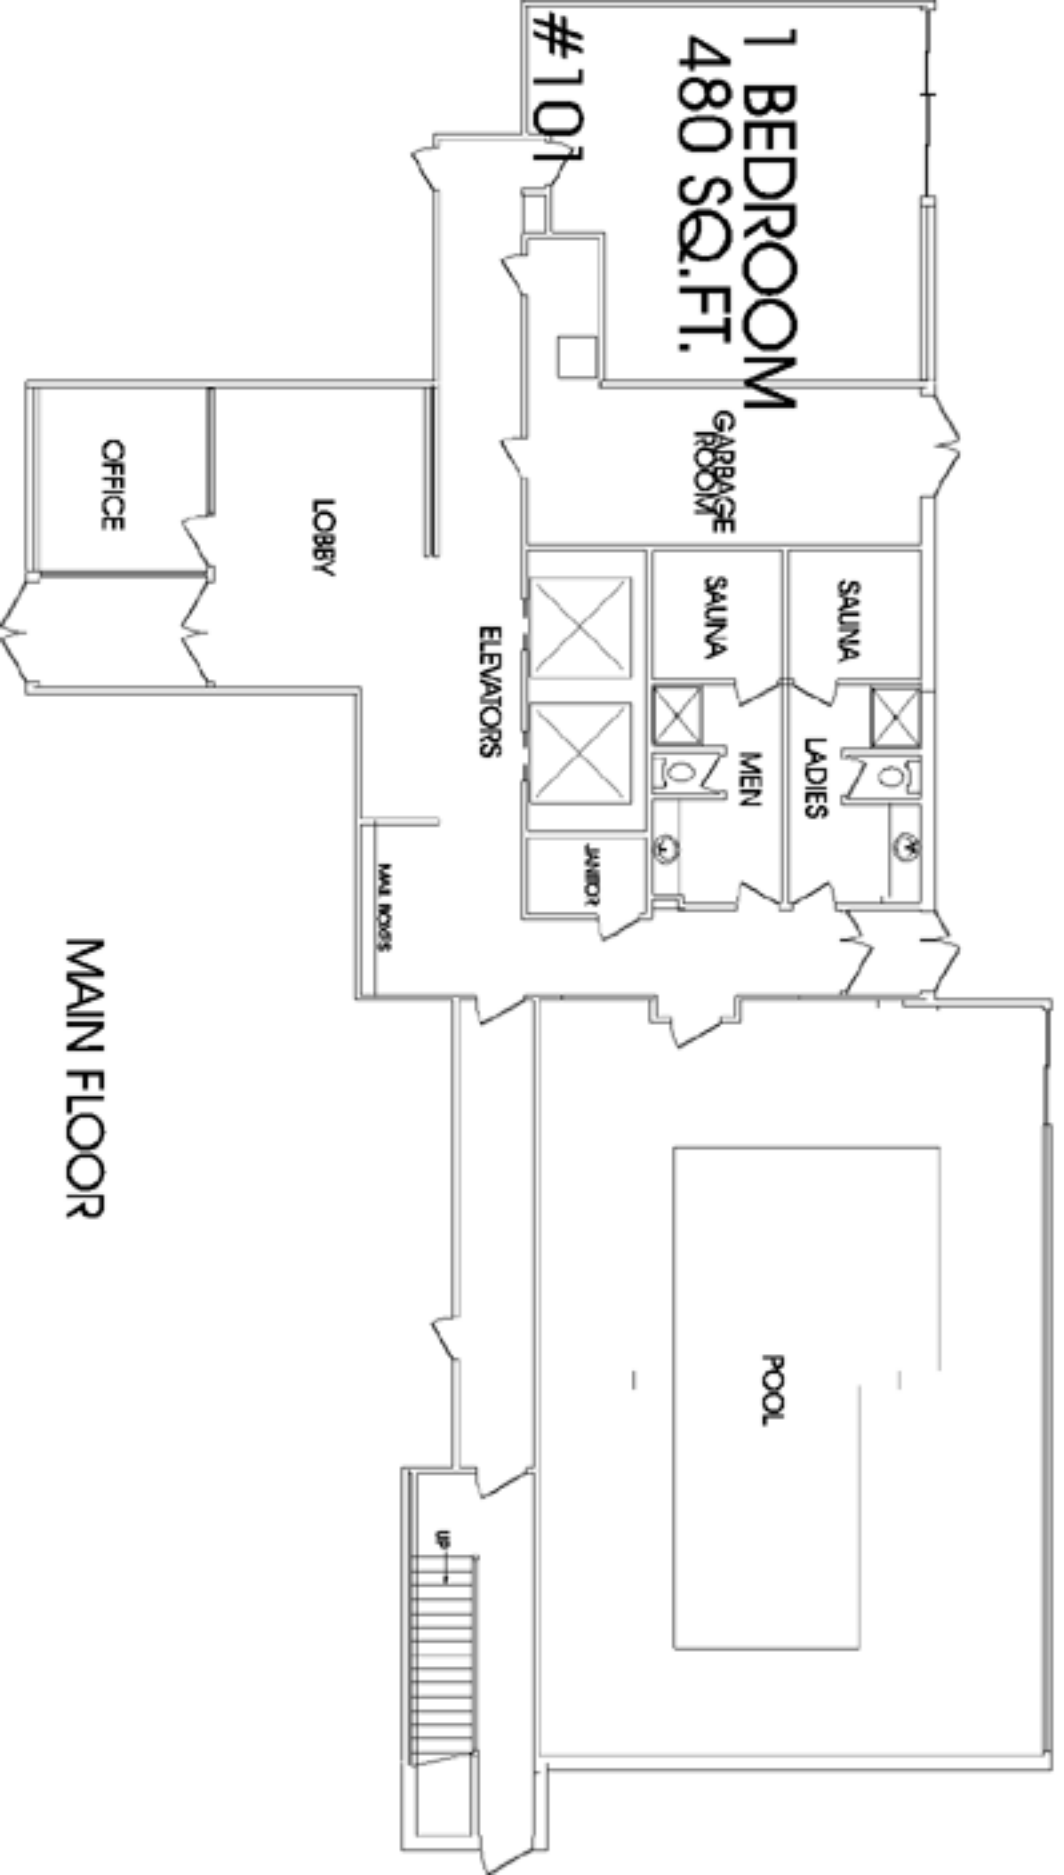 1 BEDROOM
480 SQ.FT.
#101
GARBAGE
ROOM
OFFICE
LOBBY
ELEVATORS
SAUNA
SAUNA
MEN
LADIES
JANITOR
MAIL BOXES
MAIN FLOOR
POOL
UP